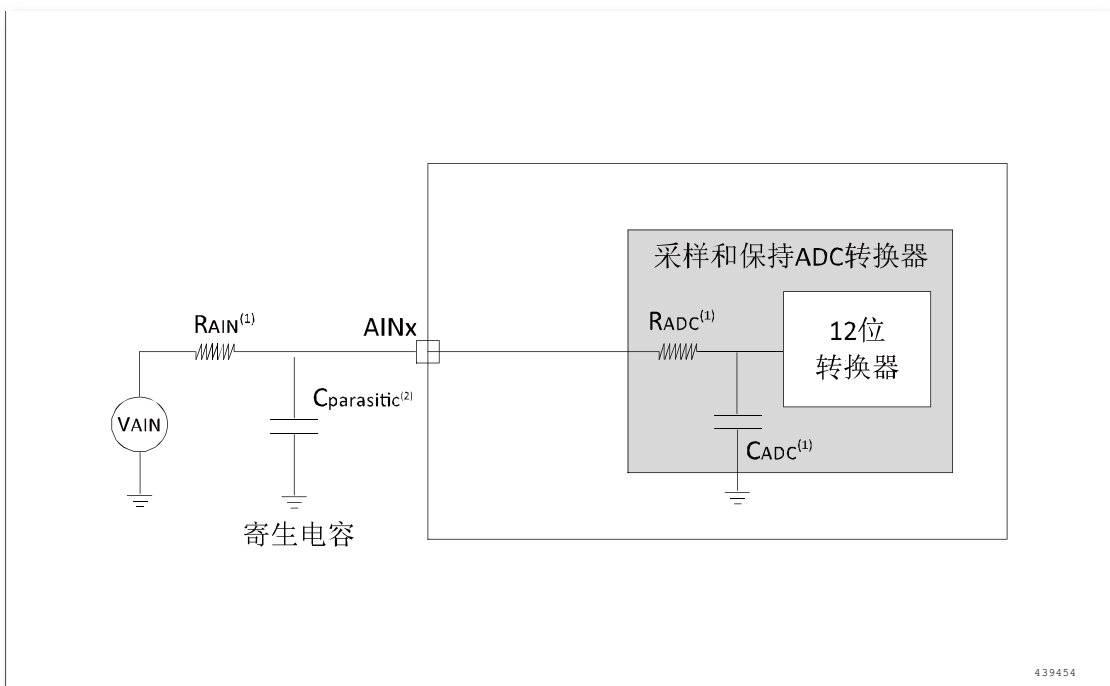 采样和保持ADC转换器
RAIN(1)
AINx
RADC(1)
12位
转换器
Cparasitic(2)
VAIN
CADC(1)
寄生电容
439454